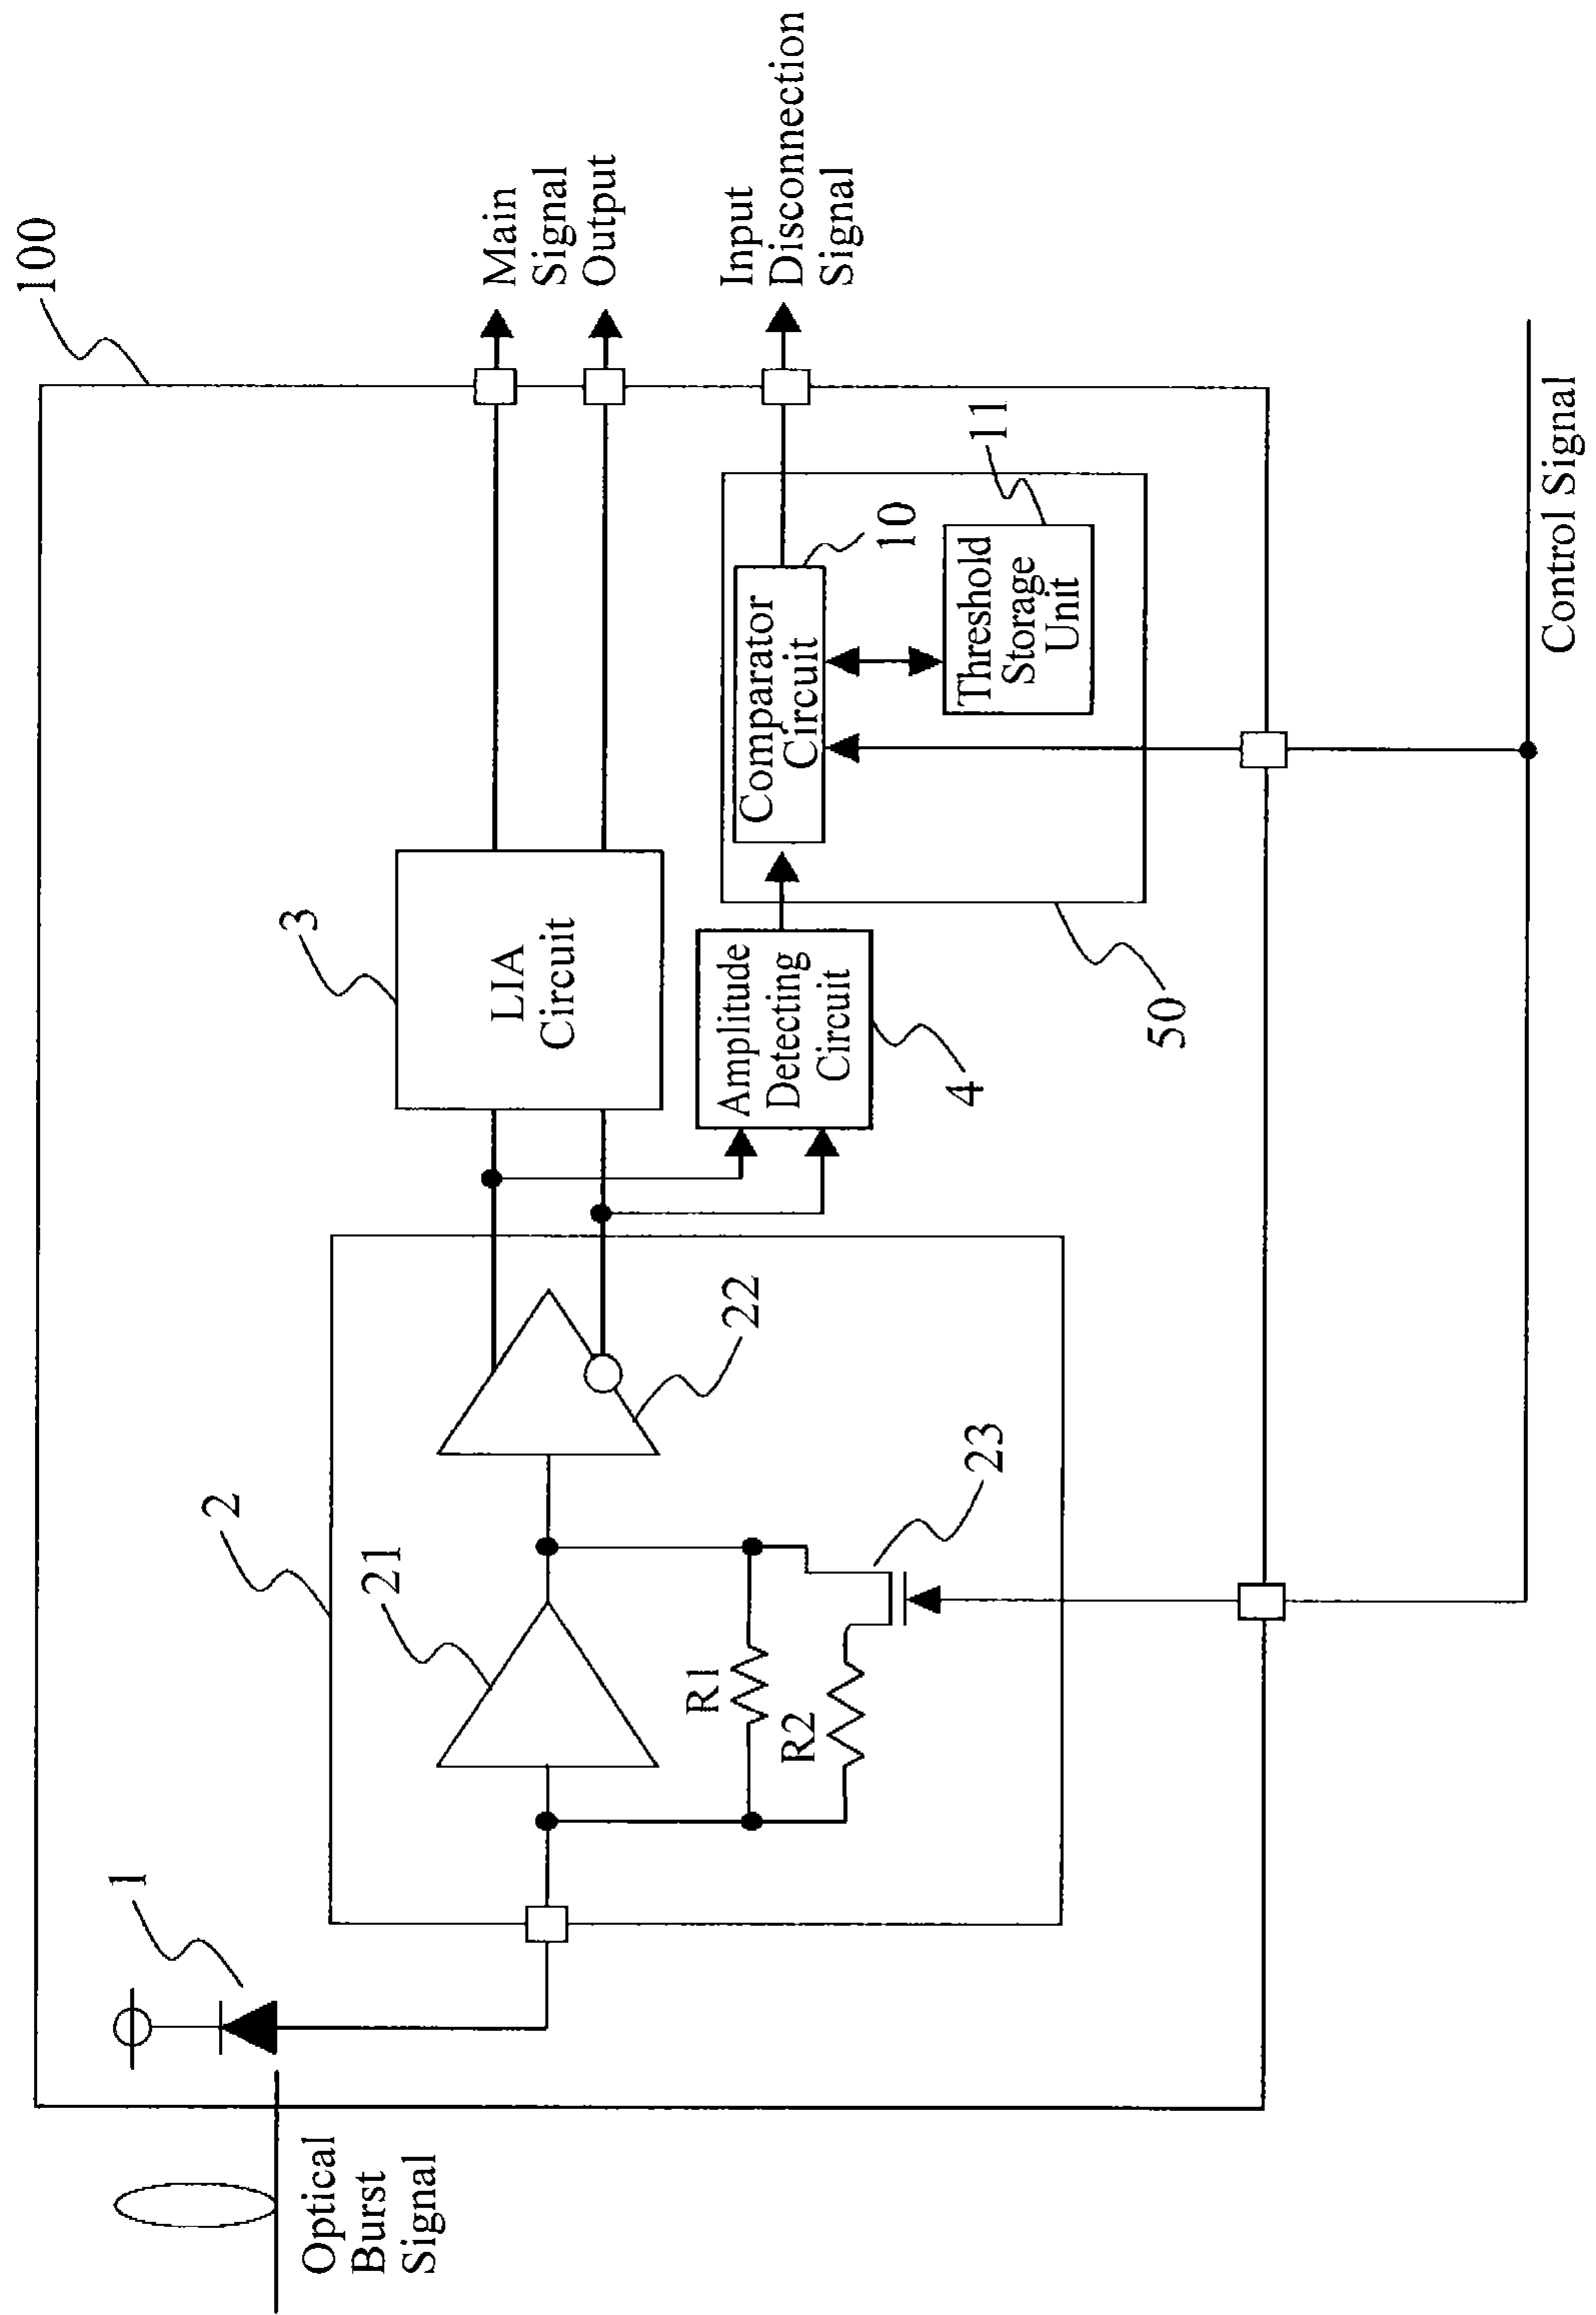 100
Main
Signal
Output
Input
Disconnection
Signal
1
2
3
LIA
Circuit
21
22
R1
R2
23
Amplitude
Detecting
Circuit
4
Comparator
Circuit
10
Threshold
Storage
Unit
11
50
Optical
Burst
Signal
Control Signal